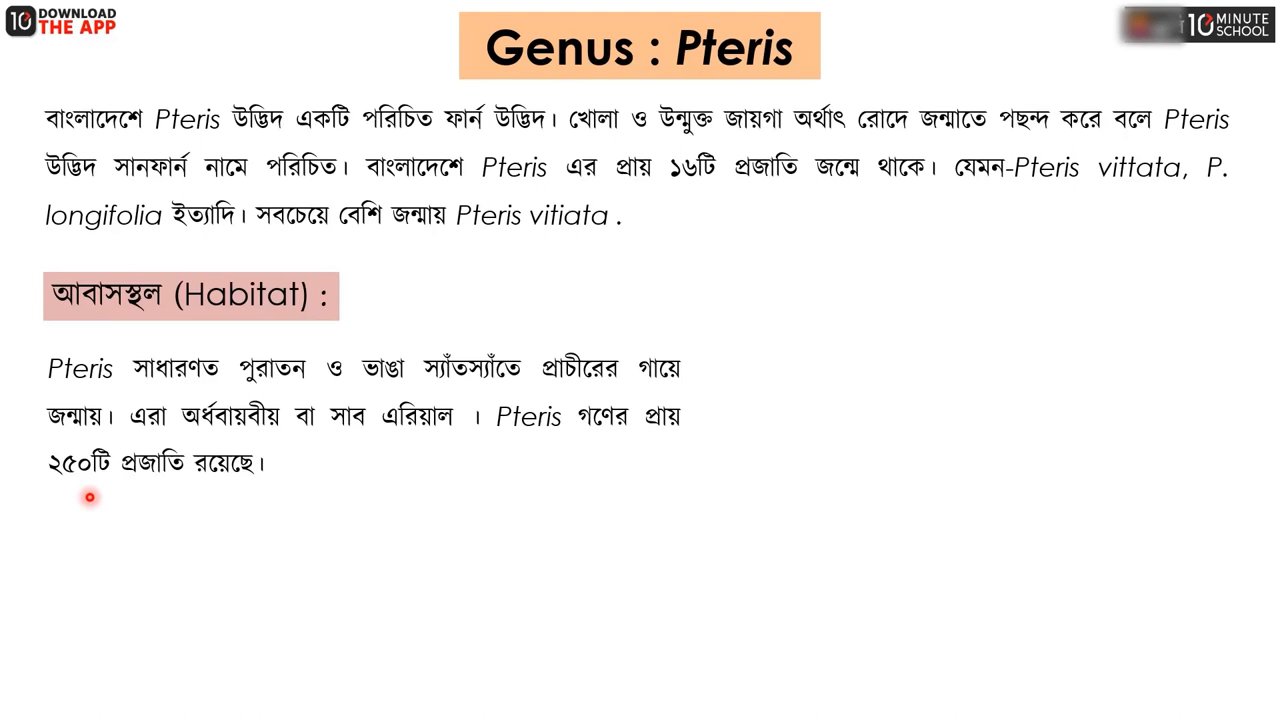 10 DOWNLOAD THE APP
10 MINUTE SCHOOL
Genus : Pteris
বাংলাদেশে Pteris উদ্ভিদ একটি পরিচিত ফার্ন উদ্ভিদ। খোলা ও উন্মুক্ত জায়গা অর্থাৎ রোদে জন্মাতে পছন্দ করে বলে Pteris
উদ্ভিদ সানফার্ন নামে পরিচিত। বাংলাদেশে Pteris এর প্রায় ১৬টি প্রজাতি জন্মে থাকে। যেমন-Pteris vittata, P.
longifolia ইত্যাদি। সবচেয়ে বেশি জন্মায় Pteris vitiata .
আবাসস্থল (Habitat) :
Pteris সাধারণত পুরাতন ও ভাঙা স্যাঁতস্যাঁতে প্রাচীরের গায়ে
জন্মায়। এরা অর্ধবায়বীয় বা সাব এরিয়াল । Pteris গণের প্রায়
২৫০টি প্রজাতি রয়েছে।